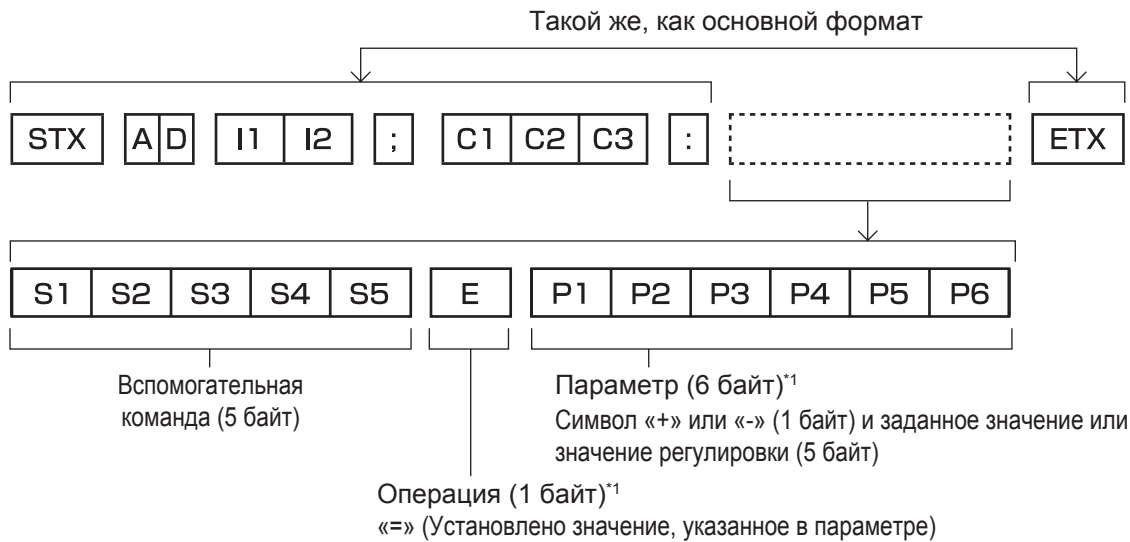 Такой же, как основной формат
STX A D I1 I2 ; C1 C2 C3 : ETX
S1 S2 S3 S4 S5 E P1 P2 P3 P4 P5 P6
Вспомогательная
команда (5 байт)
Параметр (6 байт)*1
Символ «+» или «-» (1 байт) и заданное значение или
значение регулировки (5 байт)
Операция (1 байт)*1
«=» (Установлено значение, указанное в параметре)